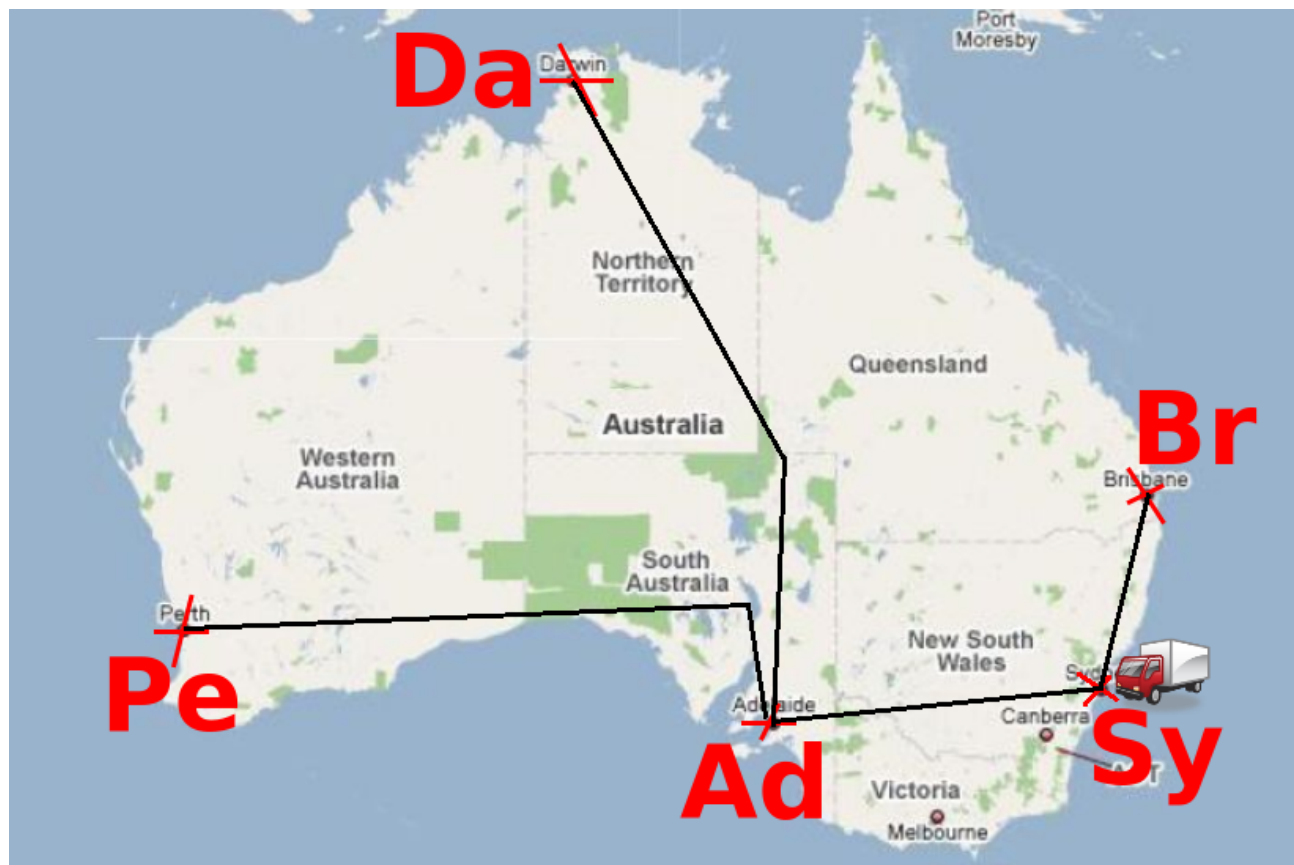 Port
Moresby
Da
Darwin
Northern
Territory
Queensland
Br
Australia
Western
Australia
Brisbane
South
Australia
Perth
New South
Wales
Pe
Adelaide
Canberra
Sy
Ad
Victoria
Melbourne